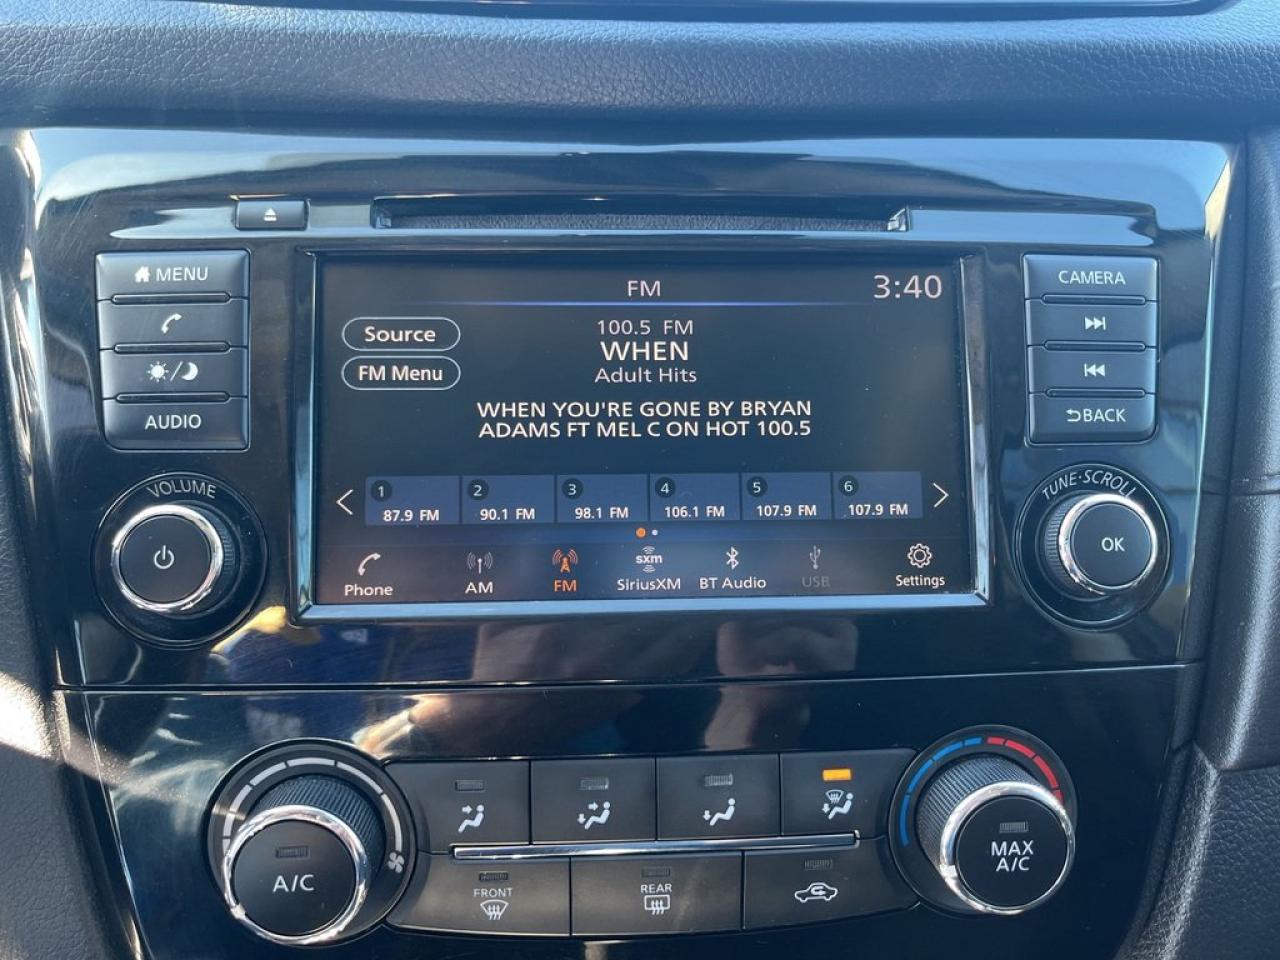 MENU
AUDIO
VOLUME
FM
3:40
Source
FM Menu
100.5 FM
WHEN
Adult Hits
WHEN YOU'RE GONE BY BRYAN
ADAMS FT MEL C ON HOT 100.5
1 2 3 4 5 6
87.9 FM 90.1 FM 98.1 FM 106.1 FM 107.9 FM 107.9 FM
sxm
Phone AM FM SiriusXM BT Audio USB Settings
CAMERA
BACK
TUNE·SCROLL
OK
A/C
FRONT
REAR
MAX
A/C